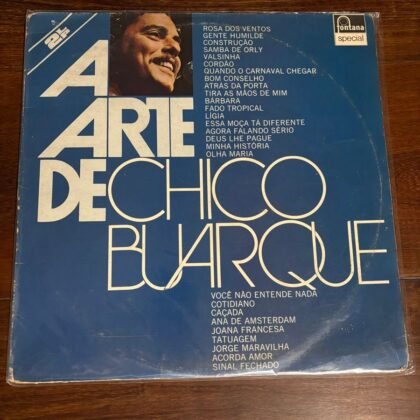 2 LPs
fontana
special
ROSA DOS VENTOS
GENTE HUMILDE
CONSTRUÇÃO
SAMBA DE ORLY
VALSINHA
CORDÃO
QUANDO O CARNAVAL CHEGAR
BOM CONSELHO
ATRÁS DA PORTA
TIRA AS MÃOS DE MIM
BÁRBARA
FADO TROPICAL
LÍGIA
ESSA MOÇA TÁ DIFERENTE
AGORA FALANDO SÉRIO
DEUS LHE PAGUE
MINHA HISTÓRIA
OLHA MARIA
A
ARTE
DE CHICO
BUARQUE
VOCÊ NÃO ENTENDE NADA
COTIDIANO
CAÇADA
ANA DE AMSTERDAM
JOANA FRANCESA
TATUAGEM
JORGE MARAVILHA
ACORDA AMOR
SINAL FECHADO